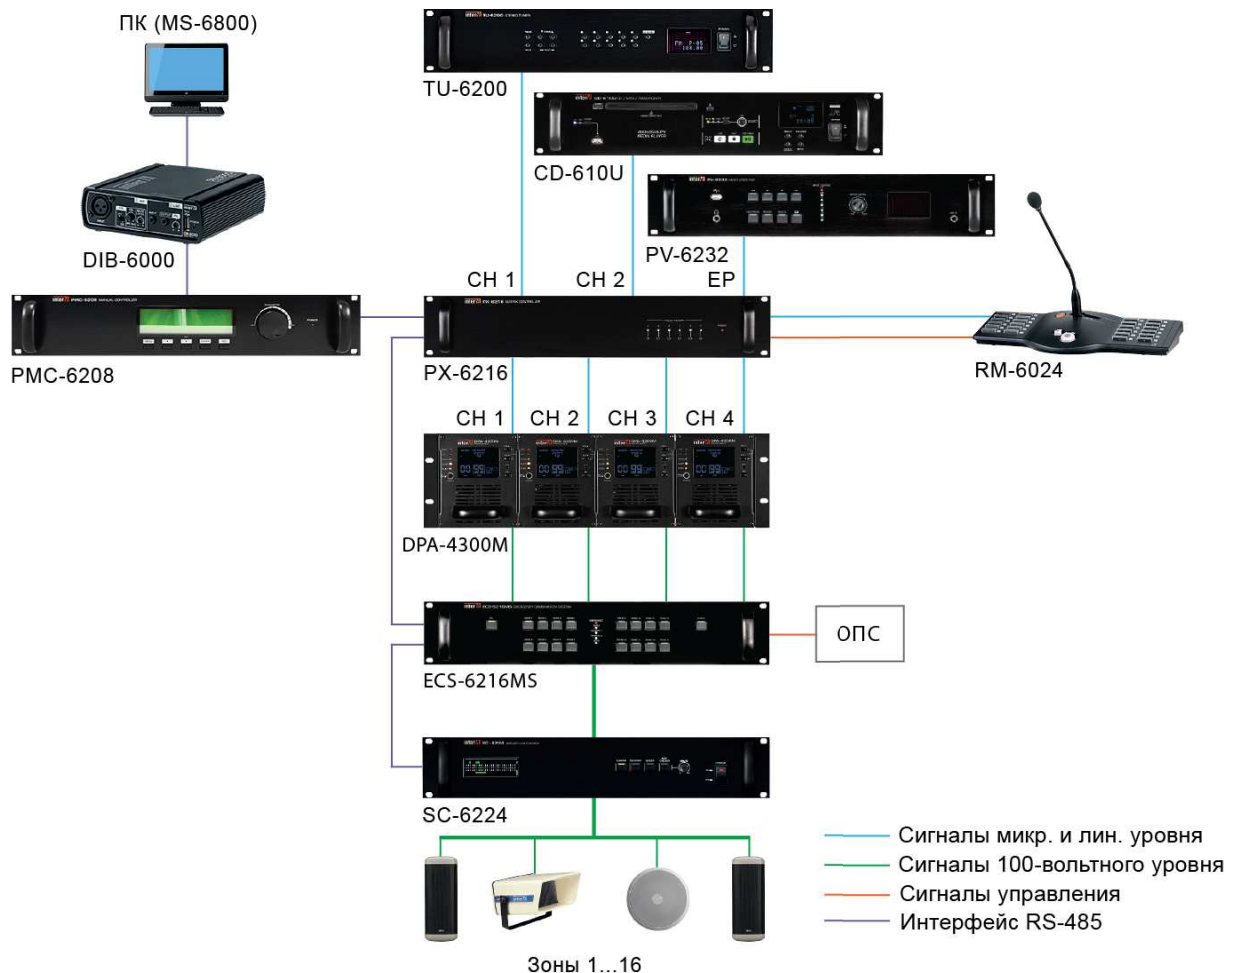 ПК (MS-6800)
TU-6200
CD-610U
DIB-6000
PV-6232
CH 1
CH 2
EP
PMC-6208
PX-6216
RM-6024
CH 1
CH 2
CH 3
CH 4
DPA-4300M
ОПС
ECS-6216MS
SC-6224
Сигналы микр. и лин. уровня
Сигналы 100-вольтного уровня
Сигналы управления
Интерфейс RS-485
Зоны 1...16